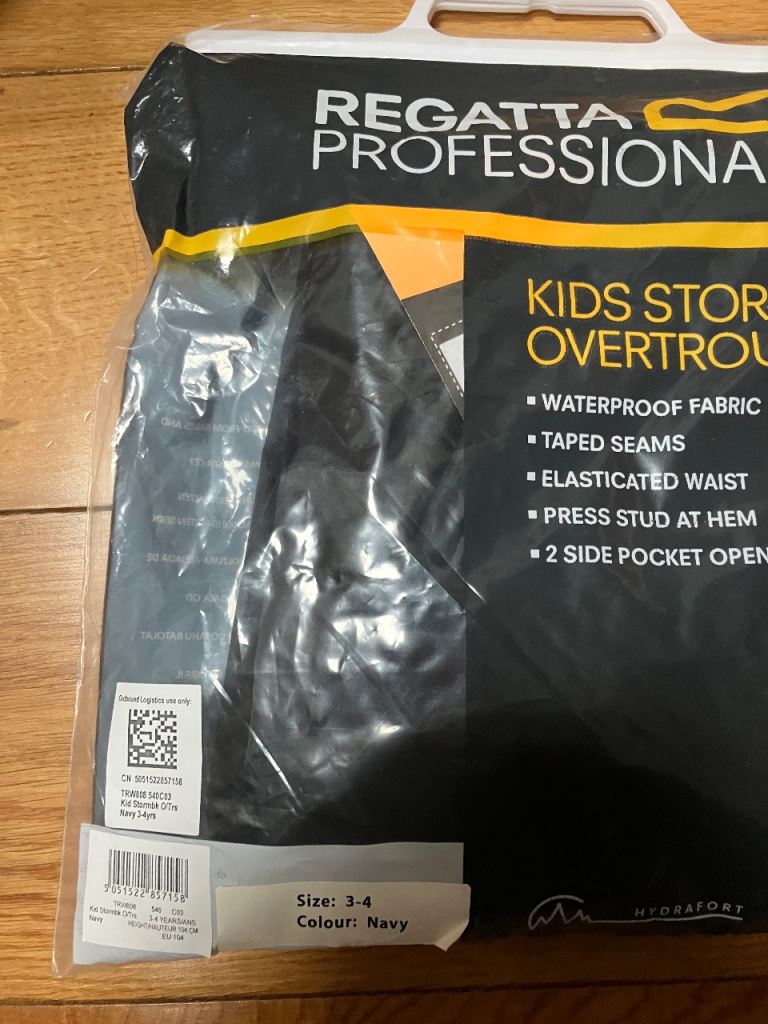 REGATTA
PROFESSIONA
KIDS STOR
OVERTROU
▪ WATERPROOF FABRIC
▪ TAPED SEAMS
▪ ELASTICATED WAIST
▪ PRESS STUD AT HEM
▪ 2 SIDE POCKET OPEN
OutBound Logistics use only:
CN 5051522857158
TRW808 540C03
Kid Stormbk O/Trs
Navy 3-4yrs
5 051522 857158
TRW808 540 C03
Kid Stormbk O/Trs 3-4 YEARS/ANS
Navy HEIGHT/HAUTEUR 104 CM
EU 104
Size: 3-4
Colour: Navy
HYDRAFORT